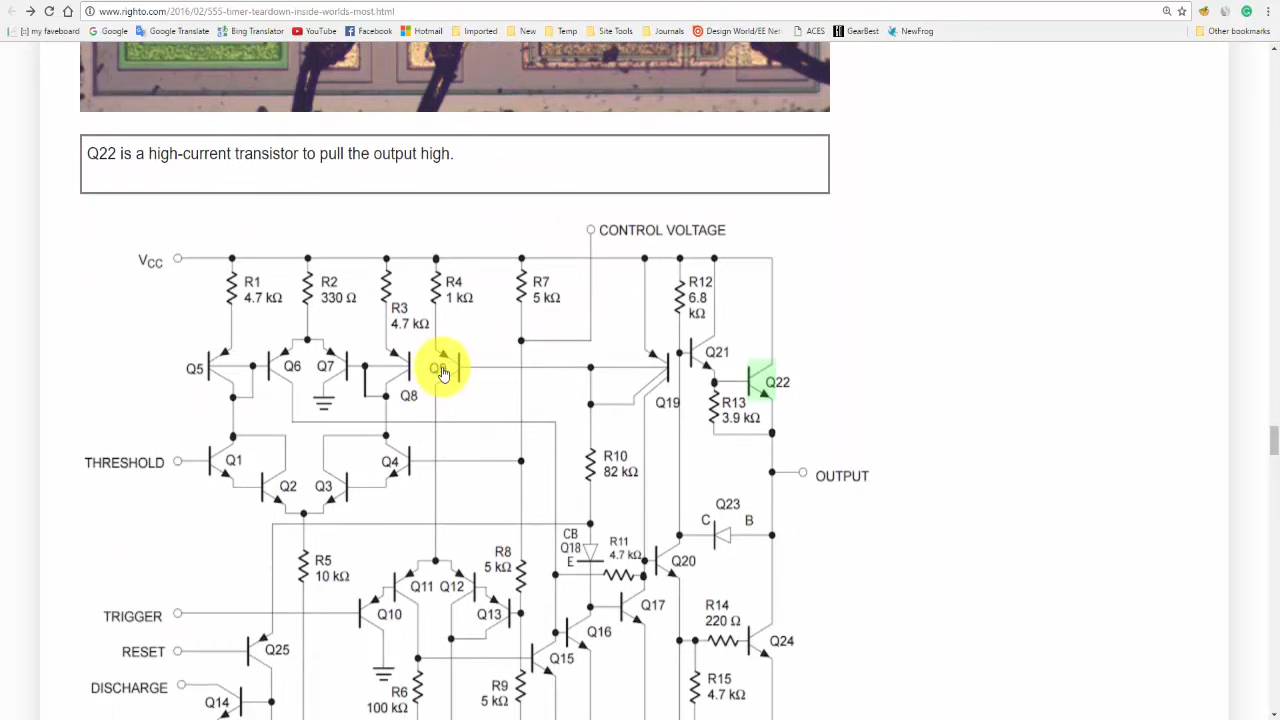 www.righto.com/2016/02/555-timer-teardown-inside-worlds-most.html
(] my faveboard Google Google Translate Bing Translator YouTube Facebook Hotmail Imported New Temp Site Tools Journals Design World/EE Net ACES GearBest NewFrog Other bookmarks
Q22 is a high-current transistor to pull the output high.
CONTROL VOLTAGE
VCC
R1
4.7 kΩ
R2
330 Ω
R3
4.7 kΩ
R4
1 kΩ
R7
5 kΩ
R12
6.8
kΩ
Q5
Q6
Q7
Q8
Q19
Q21
Q22
R13
3.9 kΩ
THRESHOLD
Q1
Q2
Q3
Q4
R10
82 kΩ
OUTPUT
Q23
C
B
CB
Q18
E
R11
4.7 kΩ
R5
10 kΩ
R8
5 kΩ
Q20
Q11
Q12
TRIGGER
Q10
Q13
Q17
R14
220 Ω
Q16
Q24
RESET
Q25
Q15
DISCHARGE
Q14
R6
100 kΩ
R9
5 kΩ
R15
4.7 kΩ